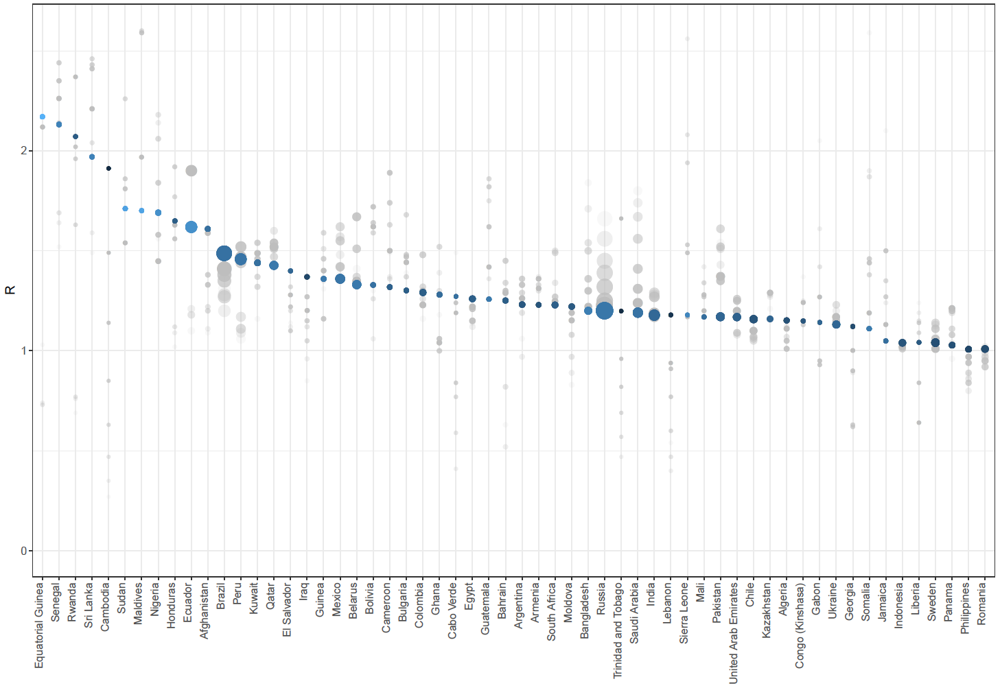 R
2
1
0
Equatorial Guinea
Senegal
Rwanda
Sri Lanka
Cambodia
Sudan
Maldives
Nigeria
Honduras
Ecuador
Afghanistan
Brazil
Peru
Kuwait
Qatar
El Salvador
Iraq
Guinea
Mexico
Belarus
Bolivia
Cameroon
Bulgaria
Colombia
Ghana
Cabo Verde
Egypt
Guatemala
Bahrain
Argentina
Armenia
South Africa
Moldova
Bangladesh
Russia
Trinidad and Tobago
Saudi Arabia
India
Lebanon
Sierra Leone
Mali
Pakistan
United Arab Emirates
Chile
Kazakhstan
Algeria
Congo (Kinshasa)
Gabon
Ukraine
Georgia
Somalia
Jamaica
Indonesia
Liberia
Sweden
Panama
Philippines
Romania